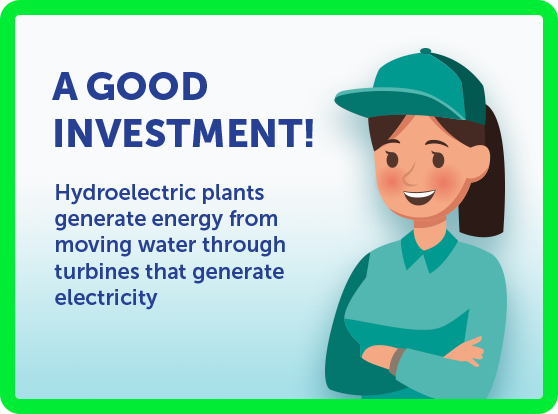 A GOOD
INVESTMENT!
Hydroelectric plants
generate energy from
moving water through
turbines that generate
electricity